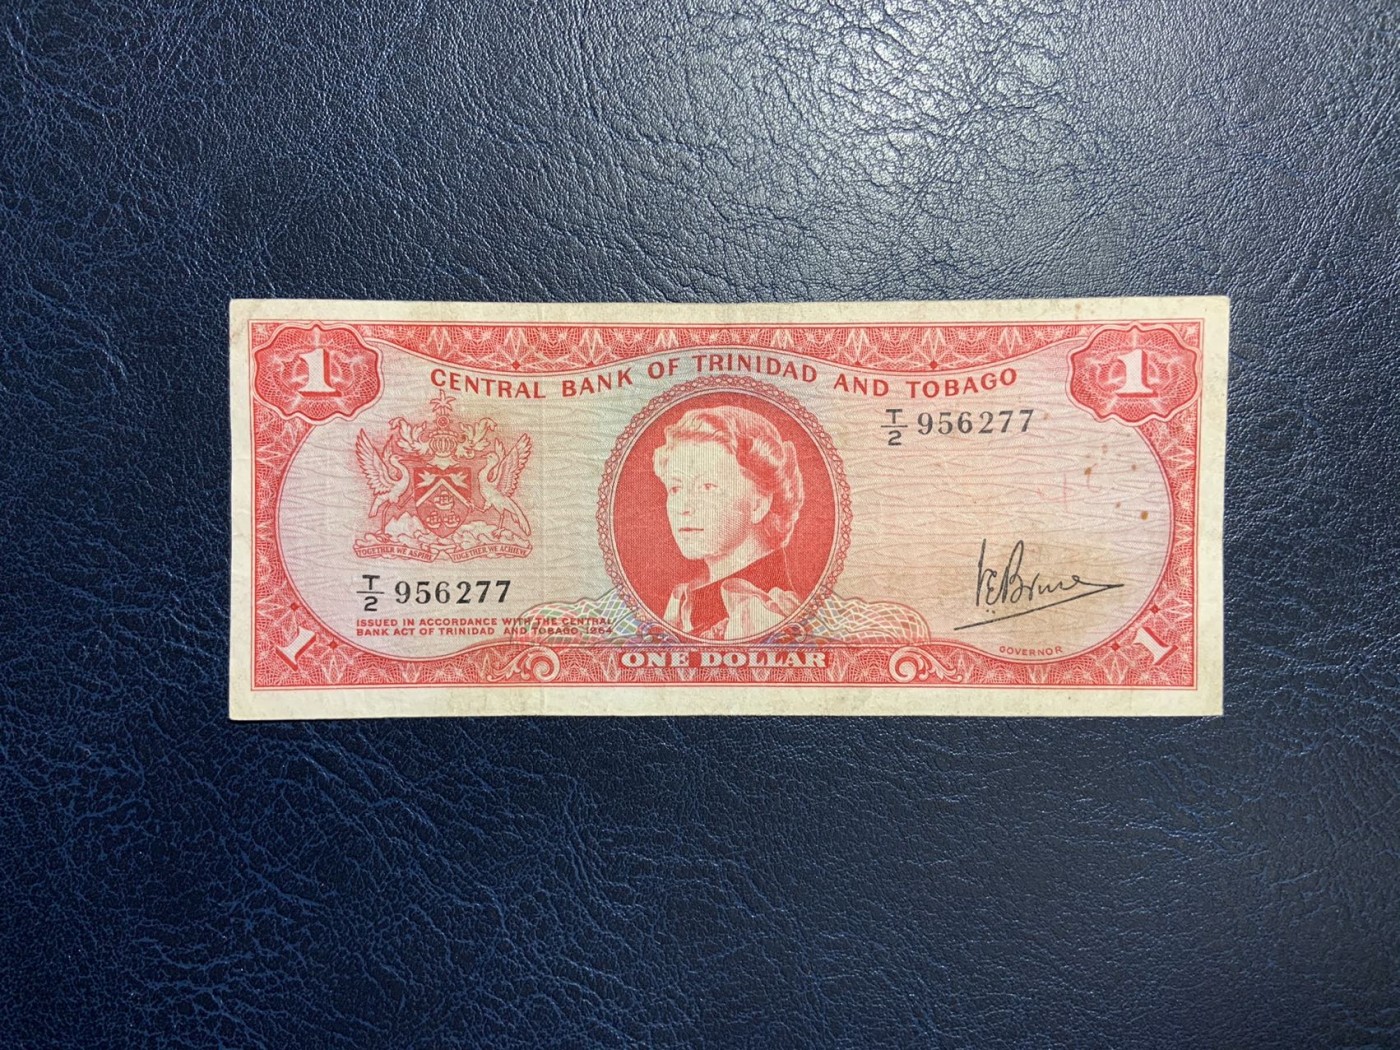 1 1
CENTRAL BANK OF TRINIDAD AND TOBAGO
T/2 956277
TOGETHER WE ASPIRE TOGETHER WE ACHIEVE
T/2 956277
ISSUED IN ACCORDANCE WITH THE CENTRAL
BANK ACT OF TRINIDAD AND TOBAGO, 1964
GOVERNOR
1 ONE DOLLAR 1